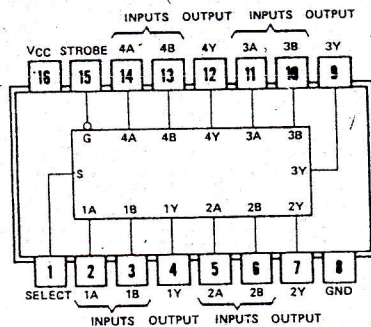 INPUTS OUTPUT INPUTS OUTPUT
VCC STROBE 4A 4B 4Y 3A 3B 3Y
16 15 14 13 12 11 10 9
G 4A 4B 4Y 3A 3B
S 3Y
1A 1B 1Y 2A 2B 2Y
1 2 3 4 5 6 7 8
SELECT 1A 1B 1Y 2A 2B 2Y GND
INPUTS OUTPUT INPUTS OUTPUT